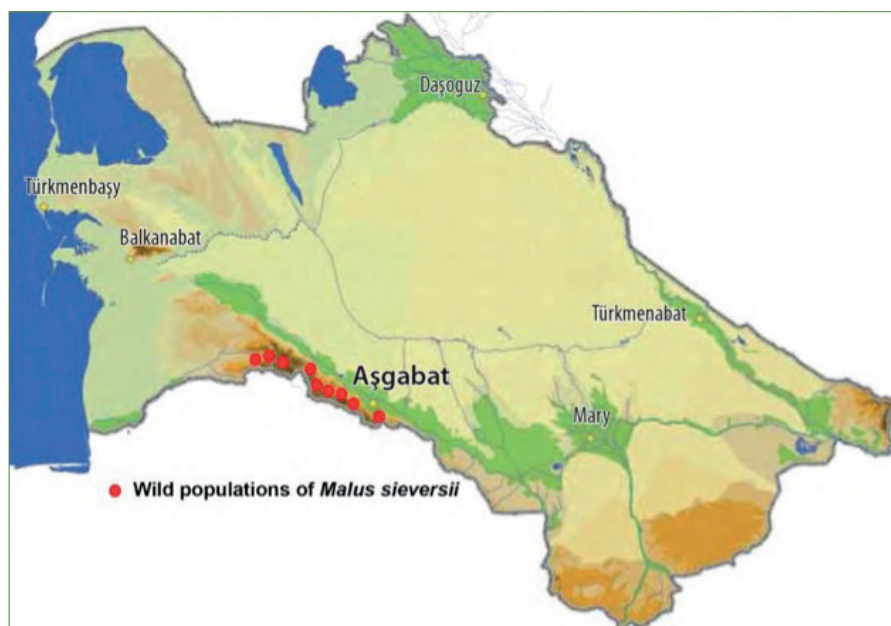 Daşoguz
Türkmenbaşy
Balkanabat
Türkmenabat
Aşgabat
Mary
Wild populations of Malus sieversii